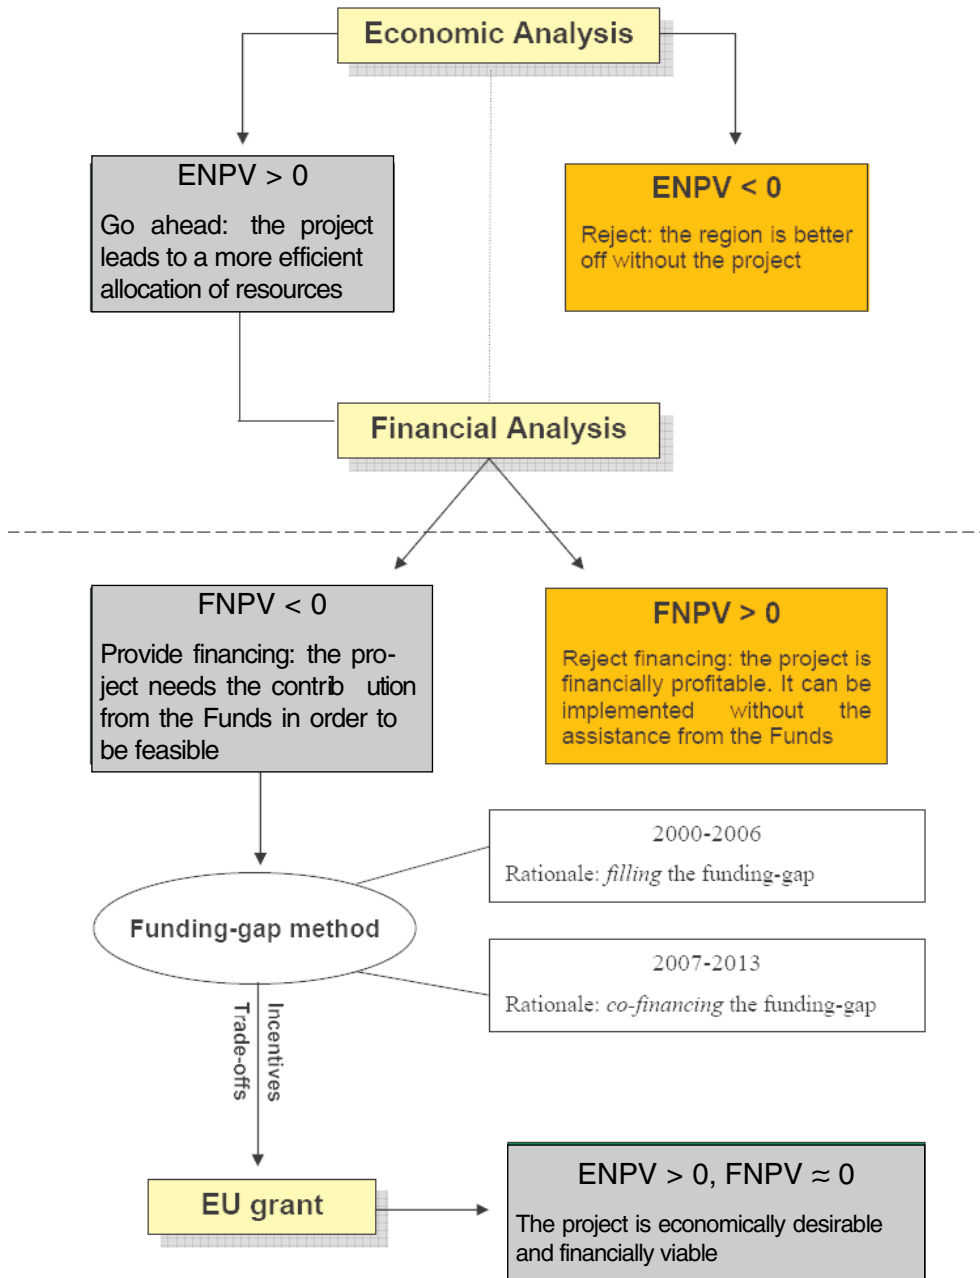 Economic Analysis
ENPV > 0
Go ahead: the project
leads to a more efficient
allocation of resources
ENPV < 0
Reject: the region is better
off without the project
Financial Analysis
FNPV < 0
Provide financing: the pro-
ject needs the contrib ution
from the Funds in order to
be feasible
FNPV > 0
Reject financing: the project is
financially profitable. It can be
implemented without the
assistance from the Funds
2000-2006
Rationale: filling the funding-gap
Funding-gap method
2007-2013
Rationale: co-financing the funding-gap
Incentives
Trade-offs
EU grant
ENPV > 0, FNPV ≈ 0
The project is economically desirable
and financially viable